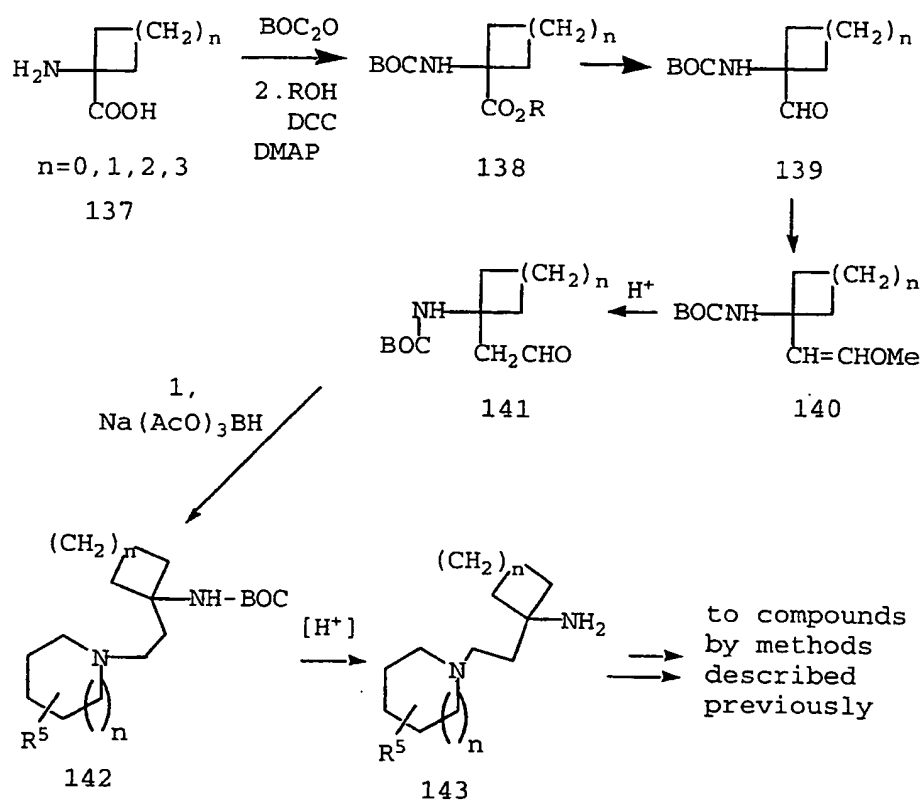 (CH₂)ₙ
H₂N
COOH
n=0,1,2,3
137
BOC₂O
2.ROH
DCC
DMAP
(CH₂)ₙ
BOCNH
CO₂R
138
(CH₂)ₙ
BOCNH
CHO
139
(CH₂)ₙ
NH
BOC
CH₂CHO
141
H⁺
(CH₂)ₙ
BOCNH
CH=CHOMe
140
1,
Na(AcO)₃BH
(CH₂)ₙ
NH-BOC
N
( )n
R⁵
142
[H⁺]
(CH₂)ₙ
NH₂
N
( )n
R⁵
143
to compounds
by methods
described
previously